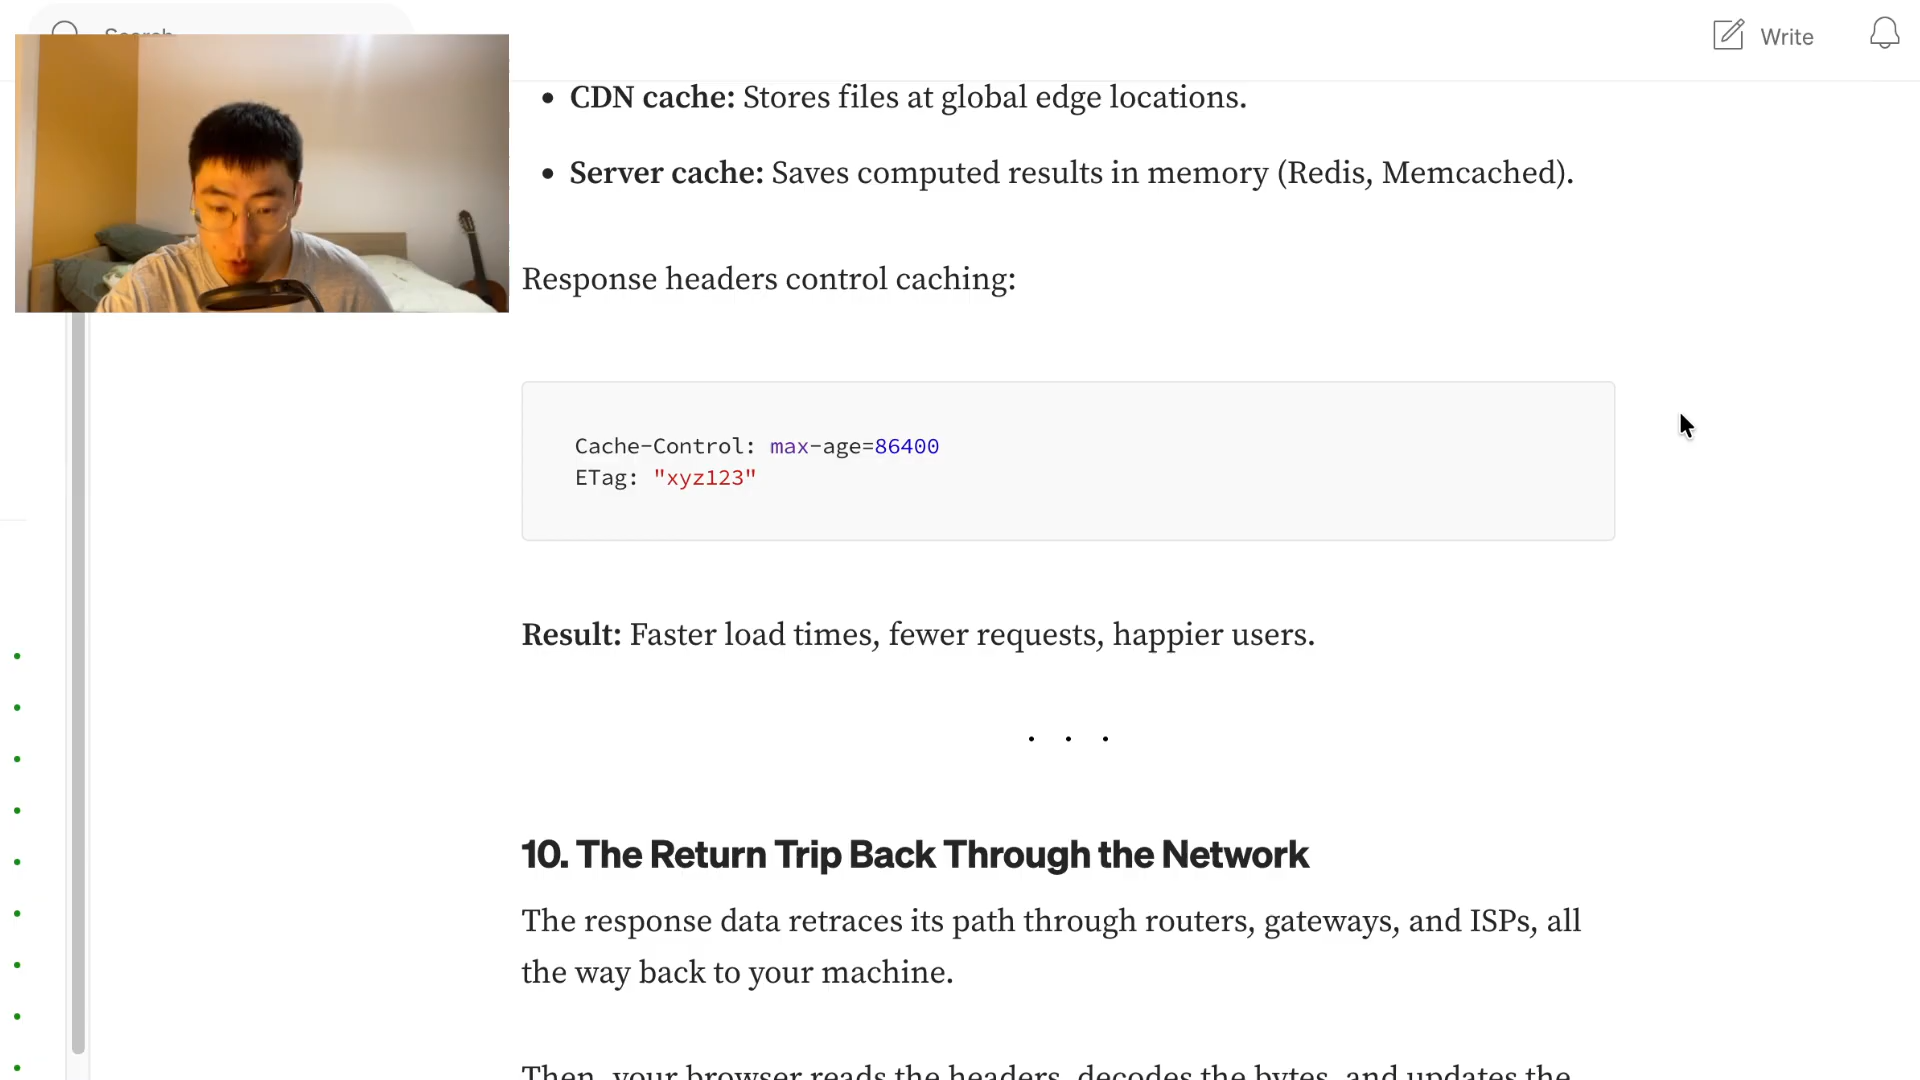 Write
• CDN cache: Stores files at global edge locations.
• Server cache: Saves computed results in memory (Redis, Memcached).
Response headers control caching:
Cache-Control: max-age=86400
ETag: "xyz123"
Result: Faster load times, fewer requests, happier users.
. . .
10. The Return Trip Back Through the Network
The response data retraces its path through routers, gateways, and ISPs, all
the way back to your machine.
Then, your browser reads the headers, decodes the bytes, and updates the